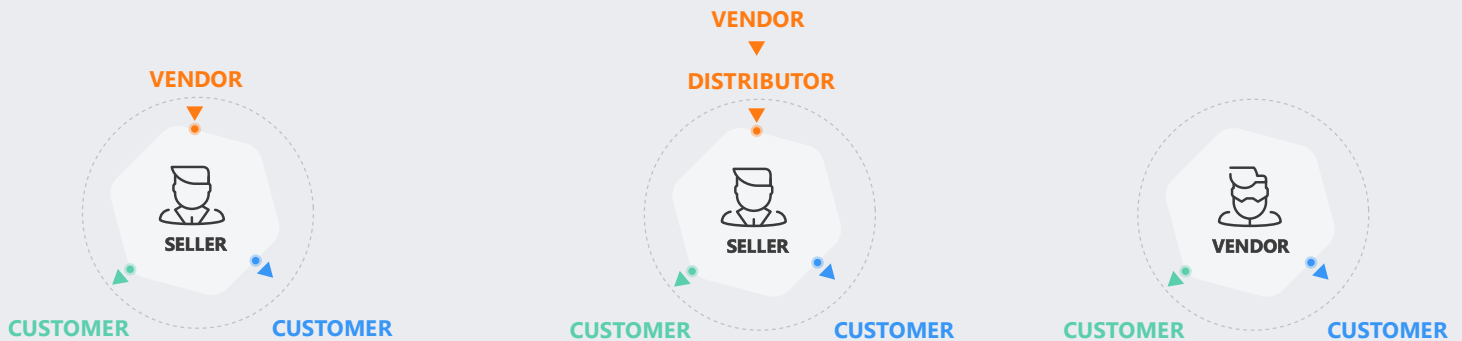 VENDOR
SELLER
CUSTOMER
CUSTOMER
VENDOR
DISTRIBUTOR
SELLER
CUSTOMER
CUSTOMER
VENDOR
CUSTOMER
CUSTOMER